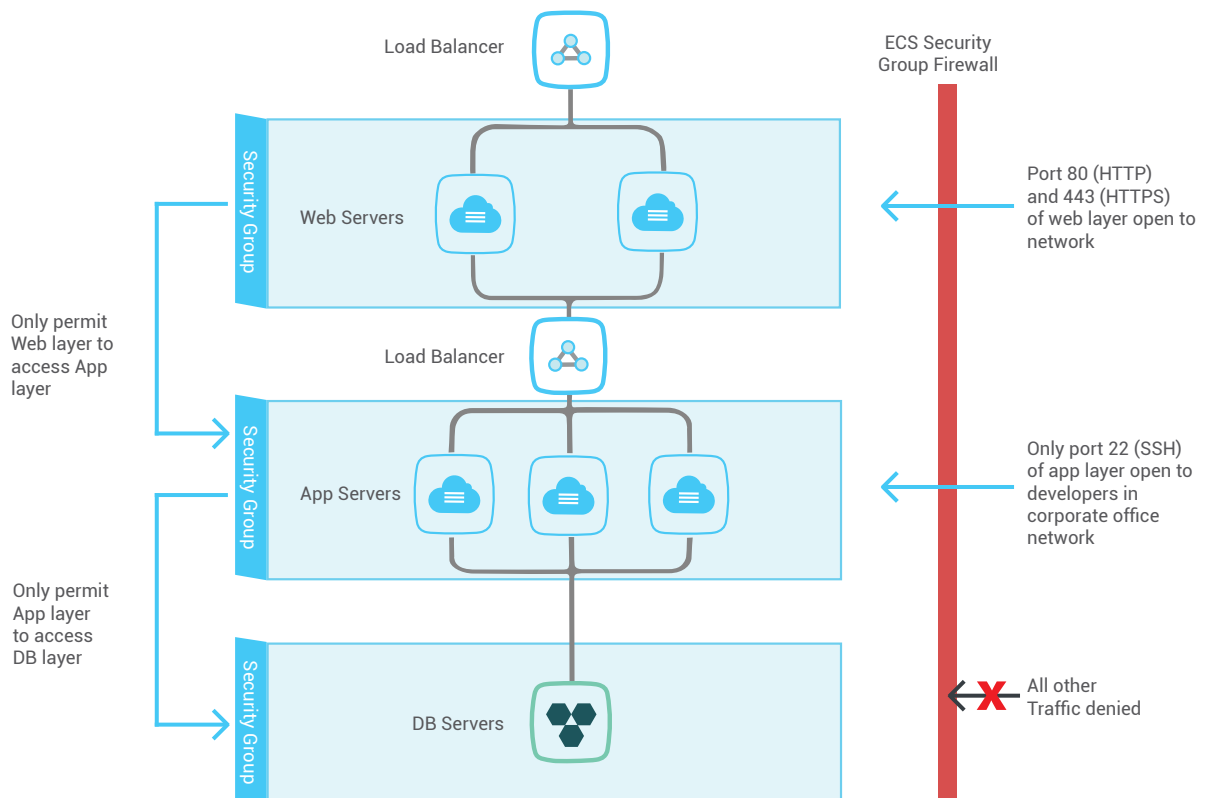 Load Balancer
ECS Security
Group Firewall
Security Group
Web Servers
Port 80 (HTTP)
and 443 (HTTPS)
of web layer open to
network
Only permit
Web layer to
access App
layer
Load Balancer
Security Group
App Servers
Only port 22 (SSH)
of app layer open to
developers in
corporate office
network
Only permit
App layer
to access
DB layer
Security Group
DB Servers
All other
Traffic denied